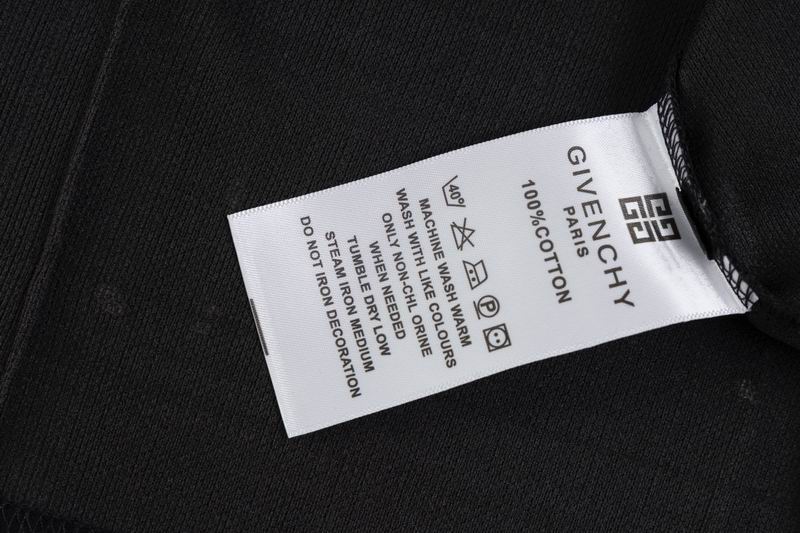 GIVENCHY
PARIS
100%COTTON
40°
P
MACHINE WASH WARM
WASH WITH LIKE COLOURS
ONLY NON-CHL ORINE
WHEN NEEDED
TUMBLE DRY LOW
STEAM IRON MEDIUM
DO NOT IRON DECORATION